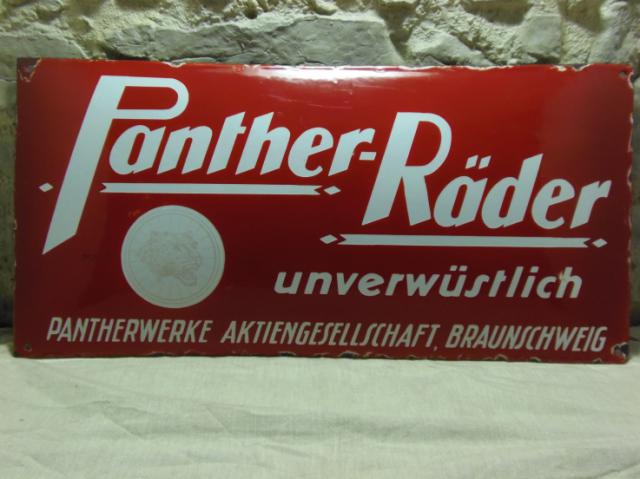 Panther-Räder
unverwüstlich
PANTHERWERKE AKTIENGESELLSCHAFT, BRAUNSCHWEIG